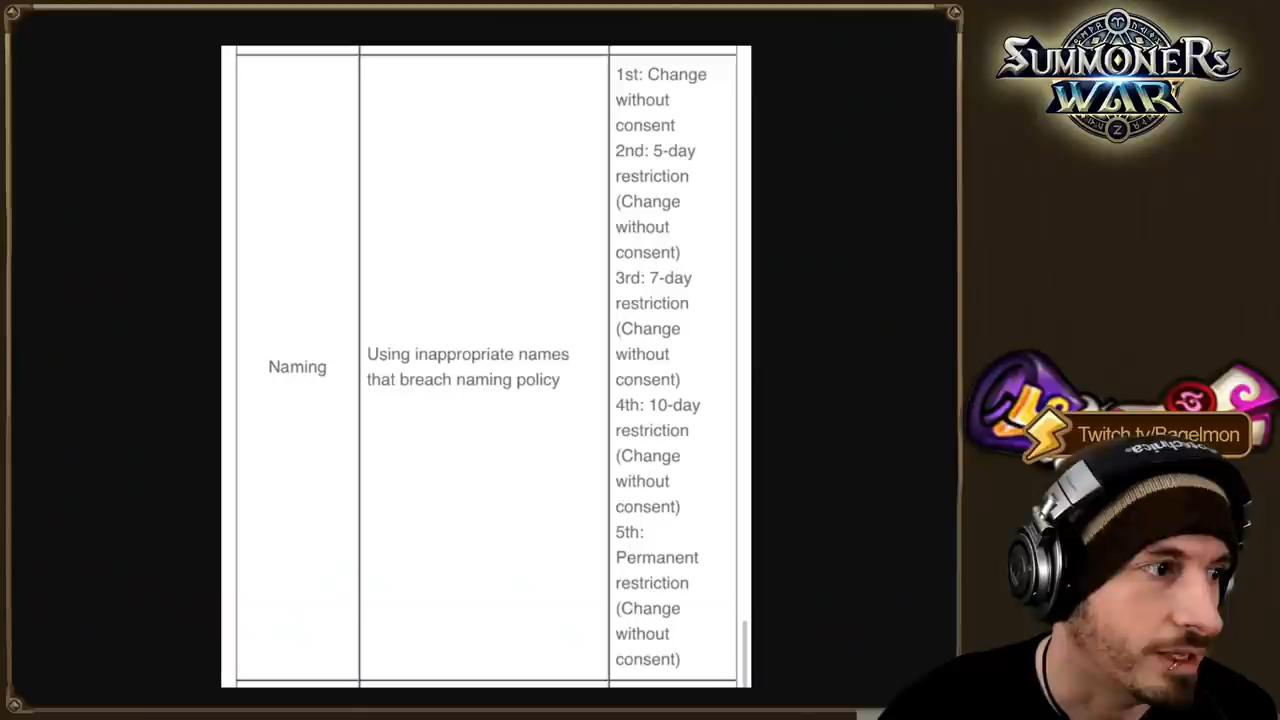 SUMMONERS
WAR
Naming
Using inappropriate names
that breach naming policy
1st: Change
without
consent
2nd: 5-day
restriction
(Change
without
consent)
3rd: 7-day
restriction
(Change
without
consent)
4th: 10-day
restriction
(Change
without
consent)
5th:
Permanent
restriction
(Change
without
consent)
Twitch.tv/Bagelmon